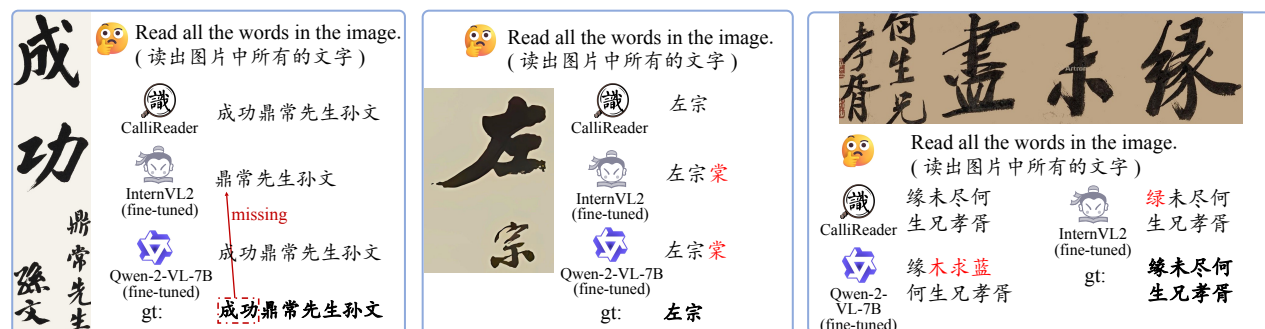 成功
鼎常先生
孫文
Read all the words in the image.
(读出图片中所有的文字)
識
CalliReader
成功鼎常先生孙文
InternVL2
(fine-tuned)
鼎常先生孙文
missing
Qwen-2-VL-7B
(fine-tuned)
成功鼎常先生孙文
gt:
成功鼎常先生孙文
Read all the words in the image.
(读出图片中所有的文字)
左
宗
識
CalliReader
左宗
InternVL2
(fine-tuned)
左宗棠
Qwen-2-VL-7B
(fine-tuned)
左宗棠
gt:
左宗
緣未盡
何生兄
孝胥
Read all the words in the image.
(读出图片中所有的文字)
識
CalliReader
缘未尽何
生兄孝胥
InternVL2
(fine-tuned)
绿未尽何
生兄孝胥
Qwen-2-
VL-7B
(fine-tuned)
缘木求蓝
何生兄孝胥
gt:
缘未尽何
生兄孝胥